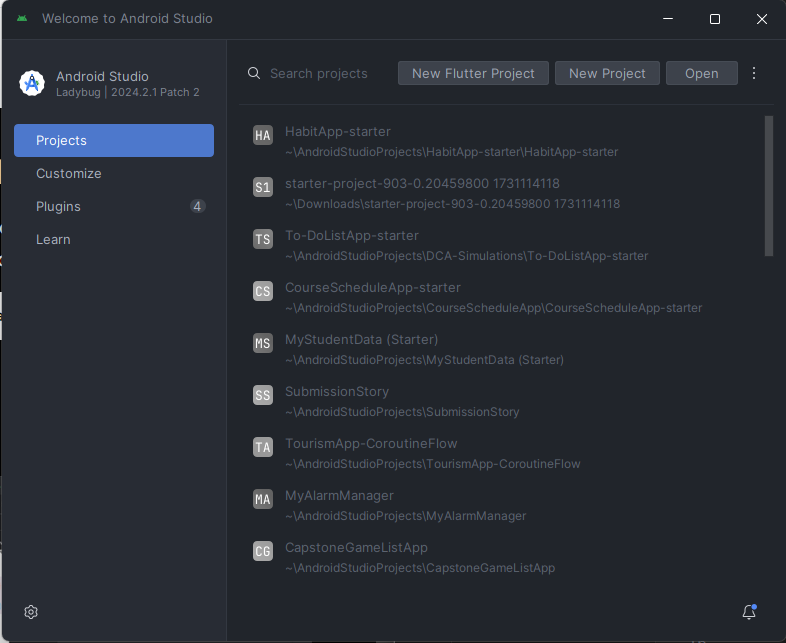 Welcome to Android Studio
Android Studio
Ladybug | 2024.2.1 Patch 2
Projects
Customize
Plugins 4
Learn
Search projects
New Flutter Project
New Project
Open
HA
HabitApp-starter
~\AndroidStudioProjects\HabitApp-starter\HabitApp-starter
S1
starter-project-903-0.20459800 1731114118
~\Downloads\starter-project-903-0.20459800 1731114118
TS
To-DoListApp-starter
~\AndroidStudioProjects\DCA-Simulations\To-DoListApp-starter
CS
CourseScheduleApp-starter
~\AndroidStudioProjects\CourseScheduleApp\CourseScheduleApp-starter
MS
MyStudentData (Starter)
~\AndroidStudioProjects\MyStudentData (Starter)
SS
SubmissionStory
~\AndroidStudioProjects\SubmissionStory
TA
TourismApp-CoroutineFlow
~\AndroidStudioProjects\TourismApp-CoroutineFlow
MA
MyAlarmManager
~\AndroidStudioProjects\MyAlarmManager
CG
CapstoneGameListApp
~\AndroidStudioProjects\CapstoneGameListApp